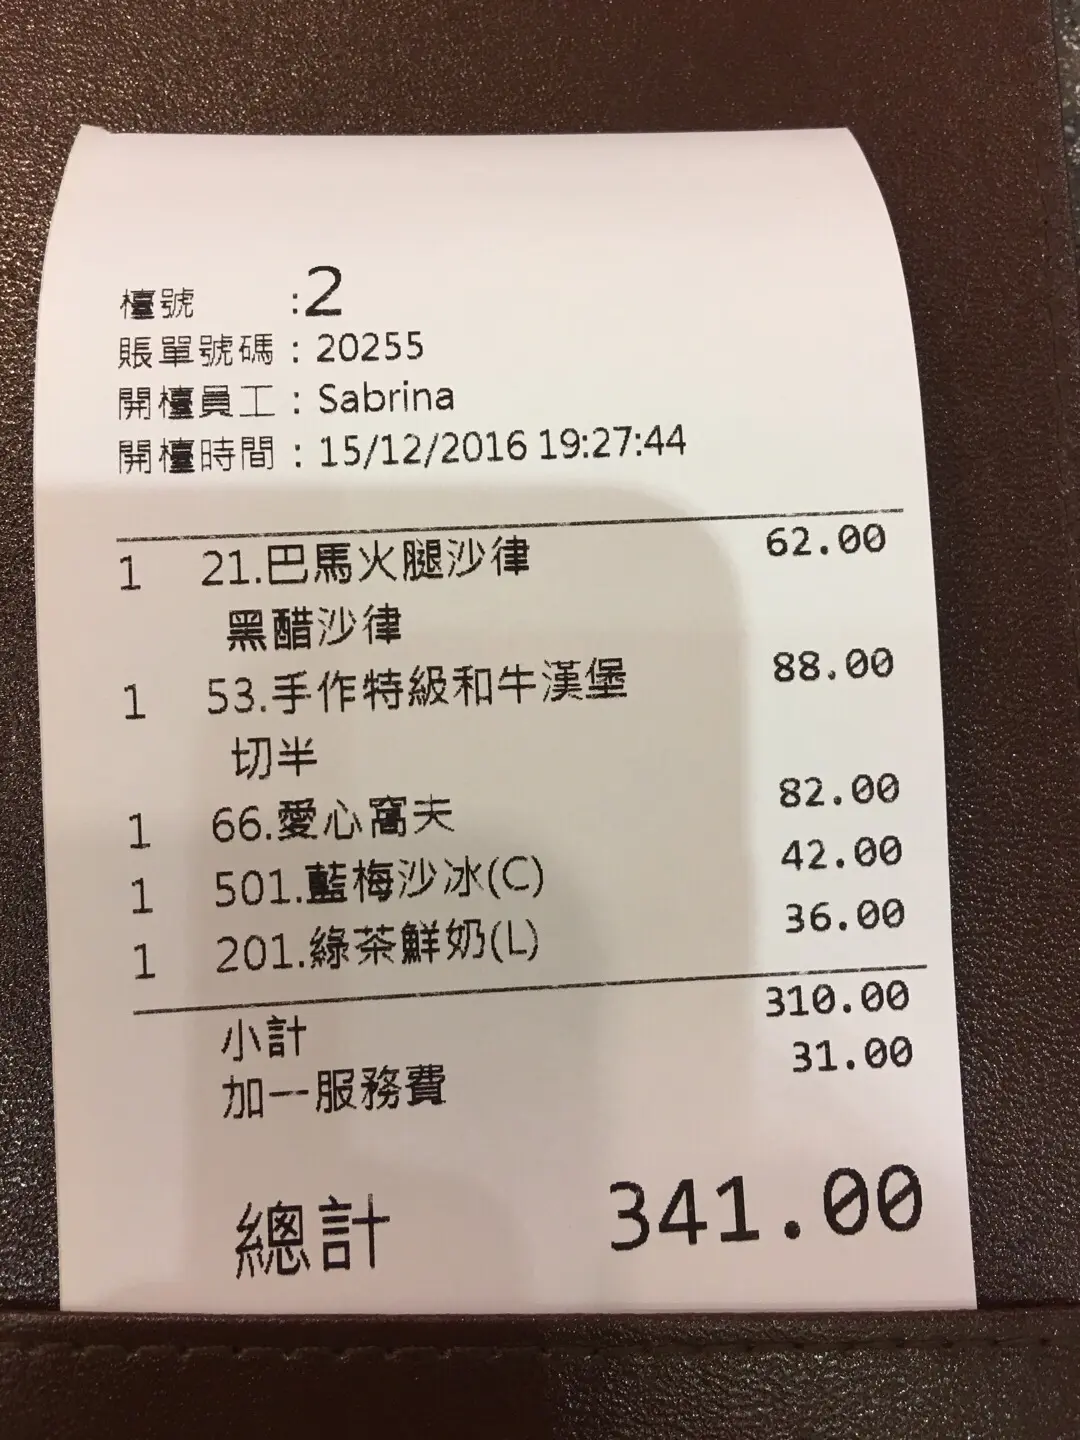 檯號 :2
賬單號碼 : 20255
開檯員工 : Sabrina
開檯時間 : 15/12/2016 19:27:44
1 21.巴馬火腿沙律 62.00
黑醋沙律
1 53.手作特級和牛漢堡 88.00
切半
1 66.愛心窩夫 82.00
1 501.藍梅沙冰(C) 42.00
1 201.綠茶鮮奶(L) 36.00
小計 310.00
加一服務費 31.00
總計 341.00